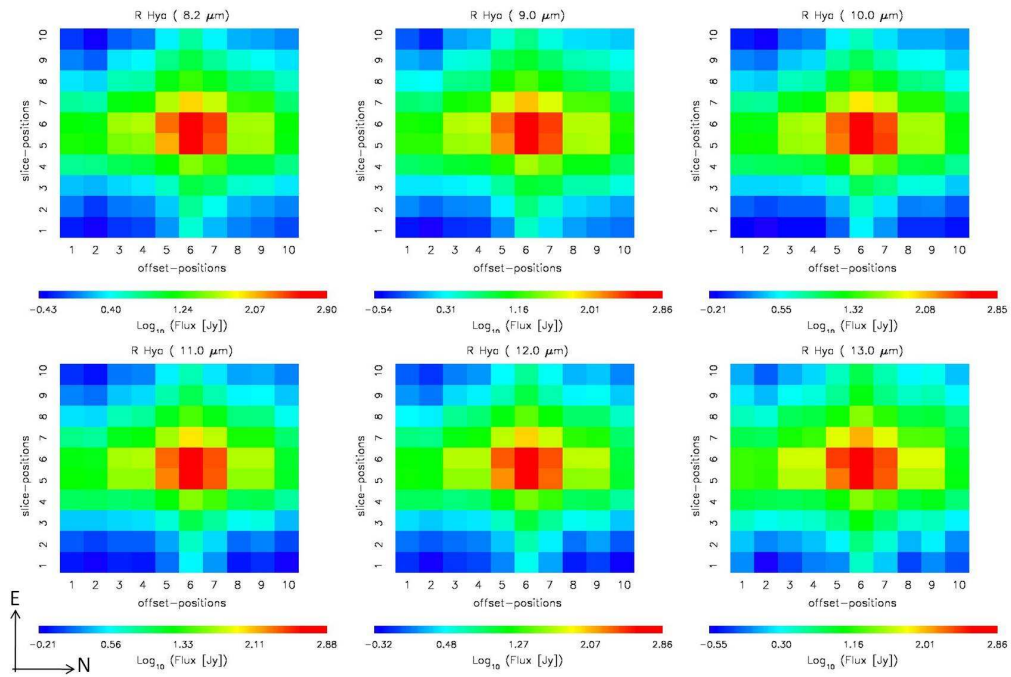 R Hya ( 8.2 μm)
R Hya ( 9.0 μm)
R Hya ( 10.0 μm)
slice-positions
10
9
8
7
6
5
4
3
2
1
slice-positions
10
9
8
7
6
5
4
3
2
1
slice-positions
10
9
8
7
6
5
4
3
2
1
1 2 3 4 5 6 7 8 9 10
1 2 3 4 5 6 7 8 9 10
1 2 3 4 5 6 7 8 9 10
offset-positions
offset-positions
offset-positions
-0.43 0.40 1.24 2.07 2.90
-0.54 0.31 1.16 2.01 2.86
-0.21 0.55 1.32 2.08 2.85
Log10 (Flux [Jy])
Log10 (Flux [Jy])
Log10 (Flux [Jy])
R Hya ( 11.0 μm)
R Hya ( 12.0 μm)
R Hya ( 13.0 μm)
slice-positions
10
9
8
7
6
5
4
3
2
1
slice-positions
10
9
8
7
6
5
4
3
2
1
slice-positions
10
9
8
7
6
5
4
3
2
1
1 2 3 4 5 6 7 8 9 10
1 2 3 4 5 6 7 8 9 10
1 2 3 4 5 6 7 8 9 10
offset-positions
offset-positions
offset-positions
E
N
-0.21 0.56 1.33 2.11 2.88
-0.32 0.48 1.27 2.07 2.86
-0.55 0.30 1.16 2.01 2.86
Log10 (Flux [Jy])
Log10 (Flux [Jy])
Log10 (Flux [Jy])